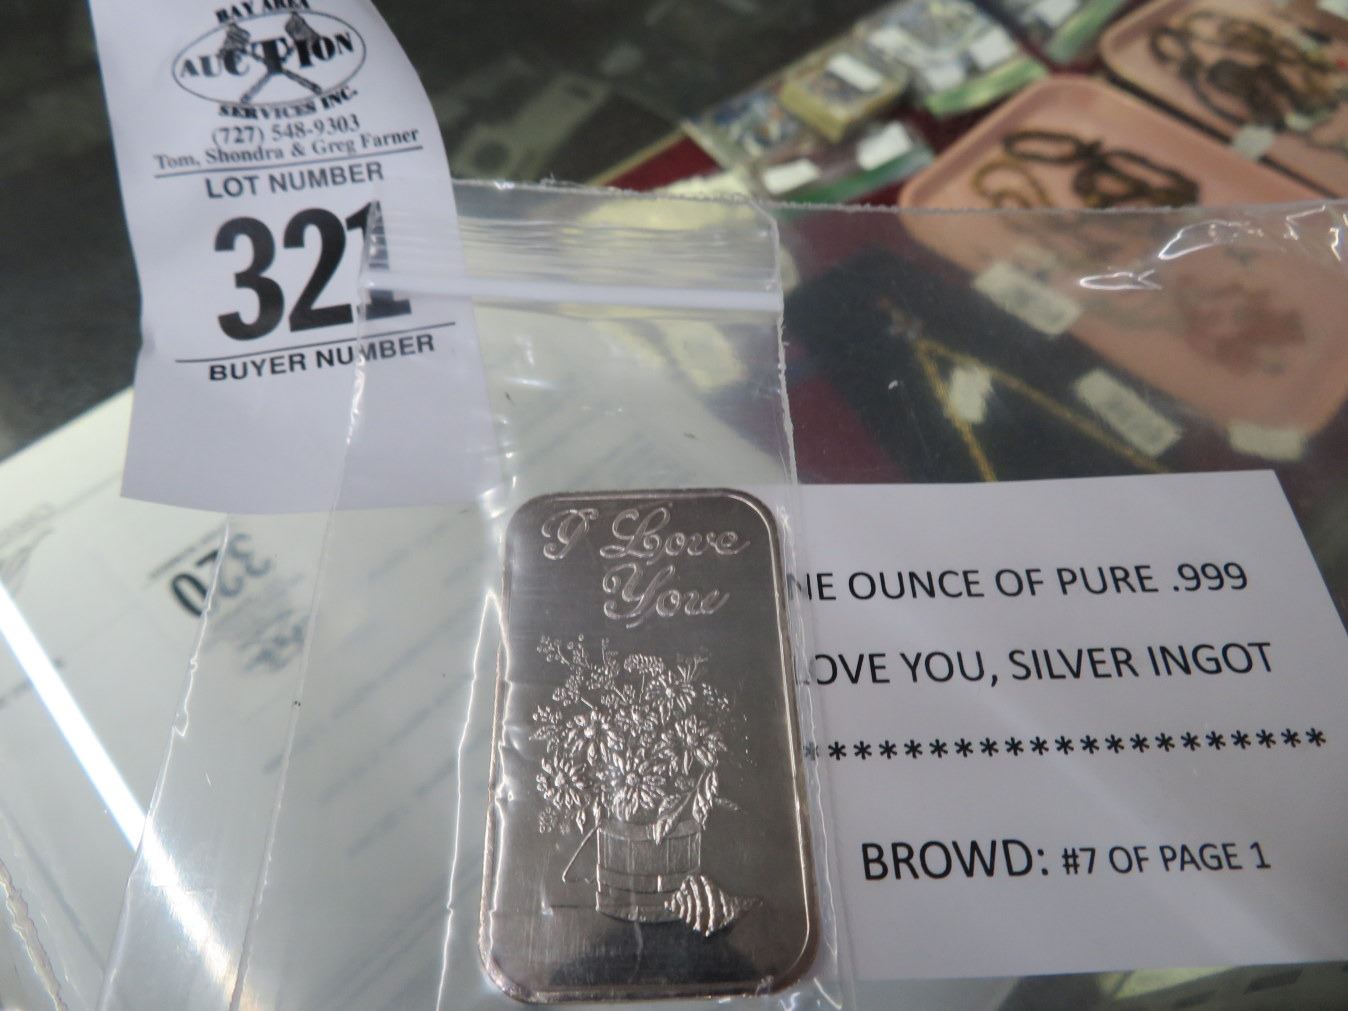 BAY AREA
AUCTION
SERVICES INC.
(727) 548-9303
Tom, Shondra & Greg Farner
LOT NUMBER
321
BUYER NUMBER
320
I Love
You
NE OUNCE OF PURE .999
LOVE YOU, SILVER INGOT
********************
BROWD: #7 OF PAGE 1